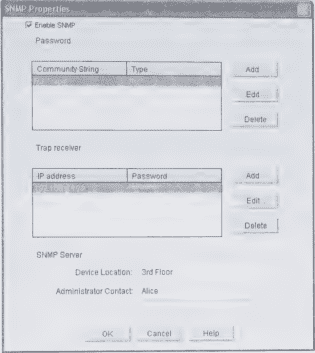 SNMP Properties
Enable SNMP
Password
Community String Type
Add
Edit
Delete
Trap receiver
IP address Password
Add
Edit
Delete
SNMP Server
Device Location: 3rd Floor
Administrator Contact: Alice
OK Cancel Help